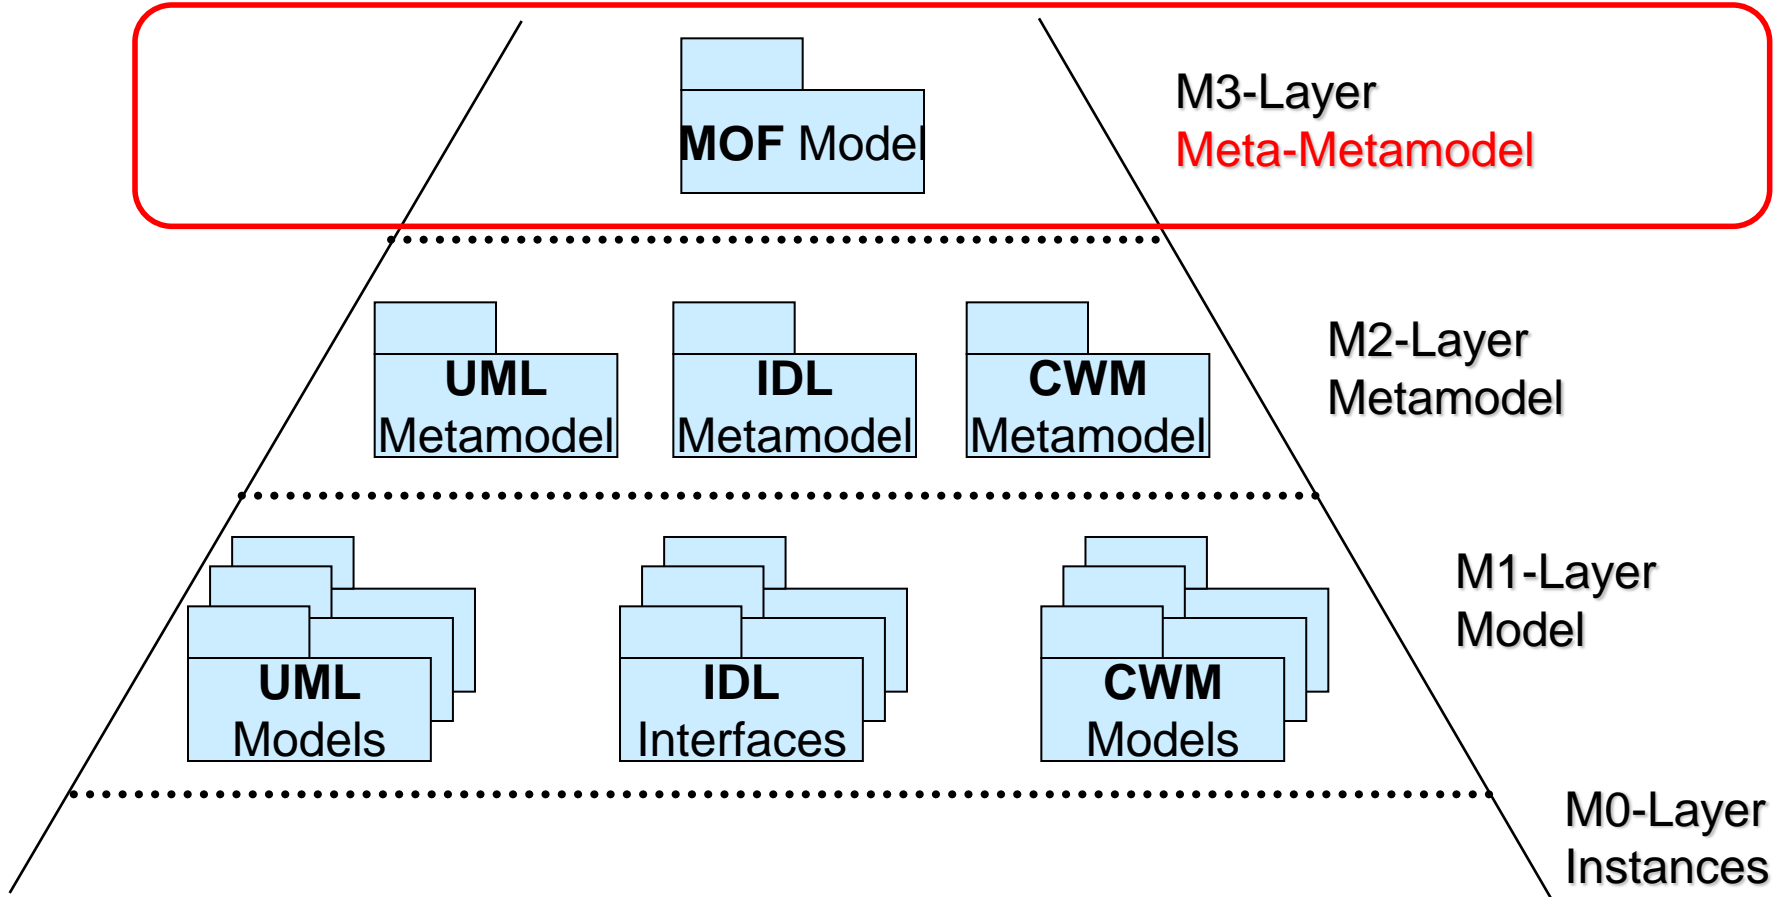 MOF Model
M3-Layer
Meta-Metamodel
UML
Metamodel
IDL
Metamodel
CWM
Metamodel
M2-Layer
Metamodel
UML
Models
IDL
Interfaces
CWM
Models
M1-Layer
Model
M0-Layer
Instances